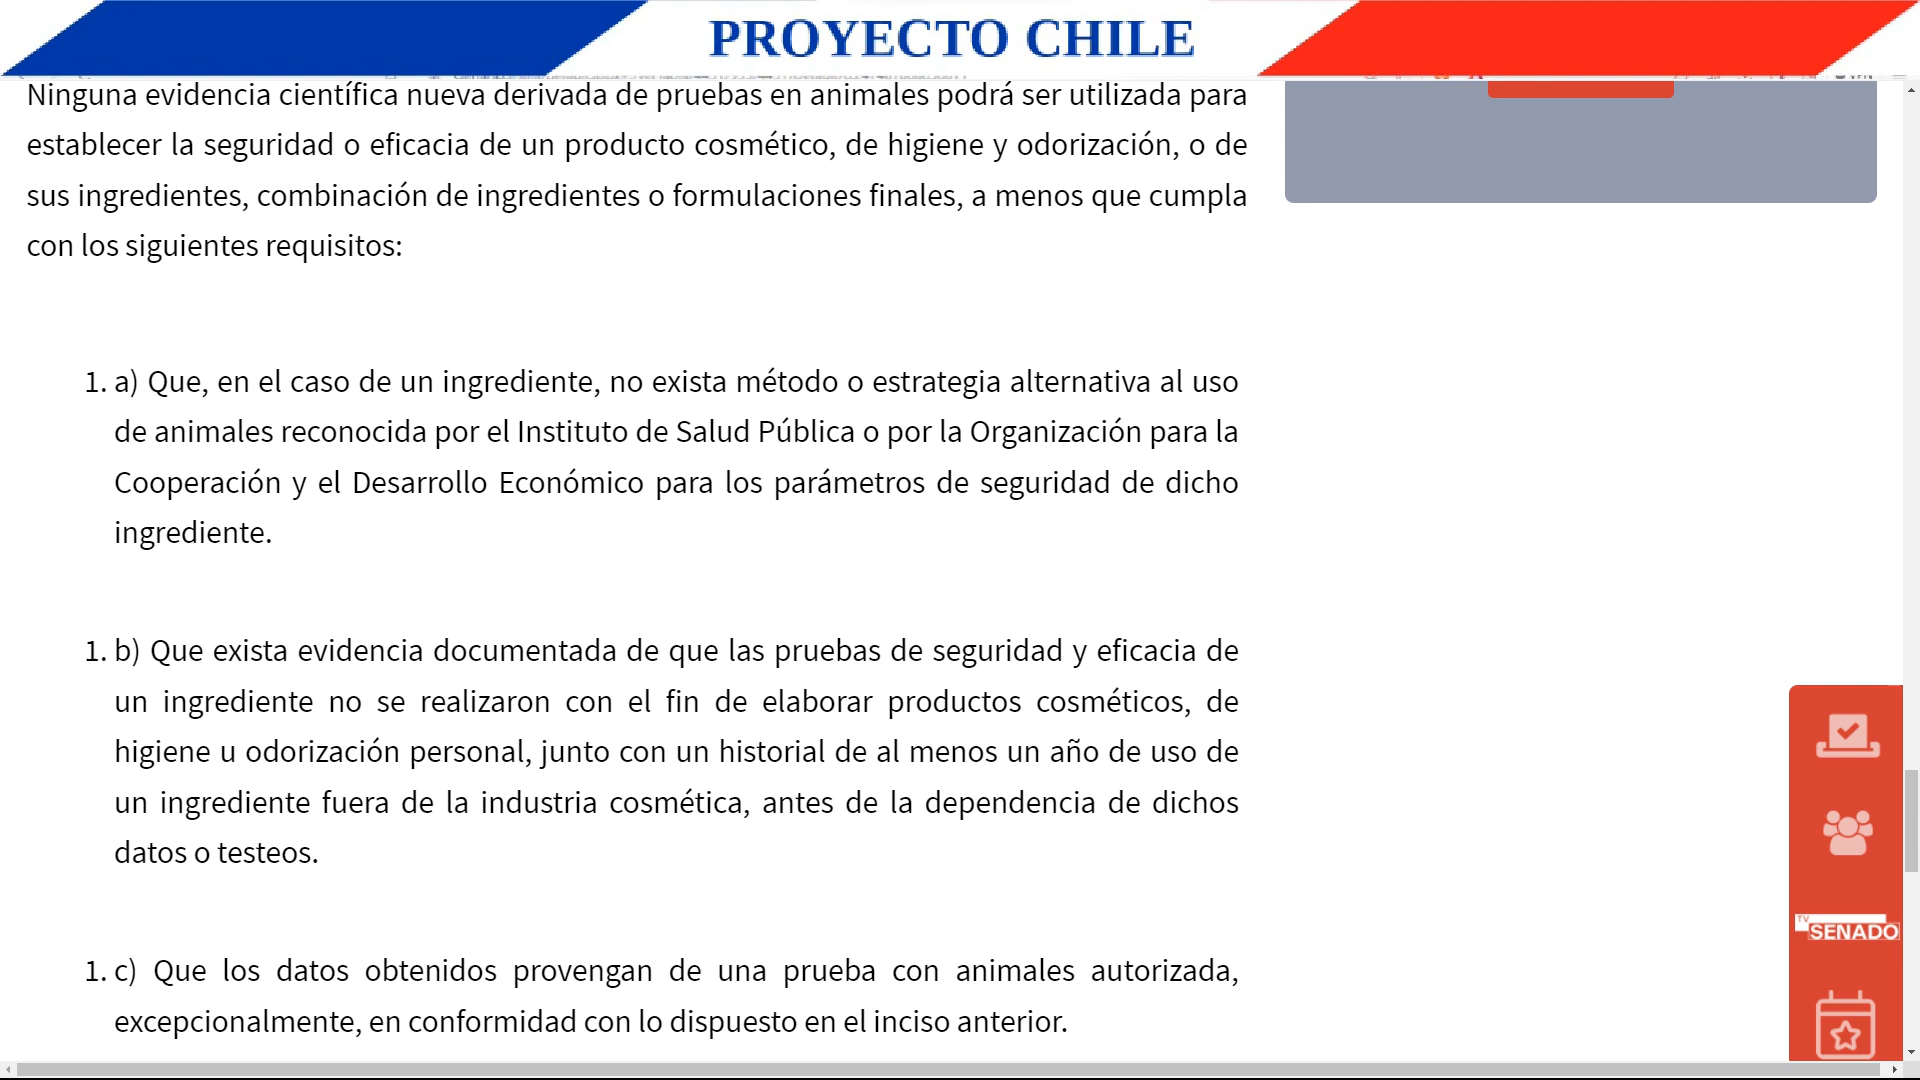 PROYECTO CHILE
Ninguna evidencia científica nueva derivada de pruebas en animales podrá ser utilizada para
establecer la seguridad o eficacia de un producto cosmético, de higiene y odorización, o de
sus ingredientes, combinación de ingredientes o formulaciones finales, a menos que cumpla
con los siguientes requisitos:
1. a) Que, en el caso de un ingrediente, no exista método o estrategia alternativa al uso
de animales reconocida por el Instituto de Salud Pública o por la Organización para la
Cooperación y el Desarrollo Económico para los parámetros de seguridad de dicho
ingrediente.
1. b) Que exista evidencia documentada de que las pruebas de seguridad y eficacia de
un ingrediente no se realizaron con el fin de elaborar productos cosméticos, de
higiene u odorización personal, junto con un historial de al menos un año de uso de
un ingrediente fuera de la industria cosmética, antes de la dependencia de dichos
datos o testeos.
1. c) Que los datos obtenidos provengan de una prueba con animales autorizada,
excepcionalmente, en conformidad con lo dispuesto en el inciso anterior.
TV
SENADO